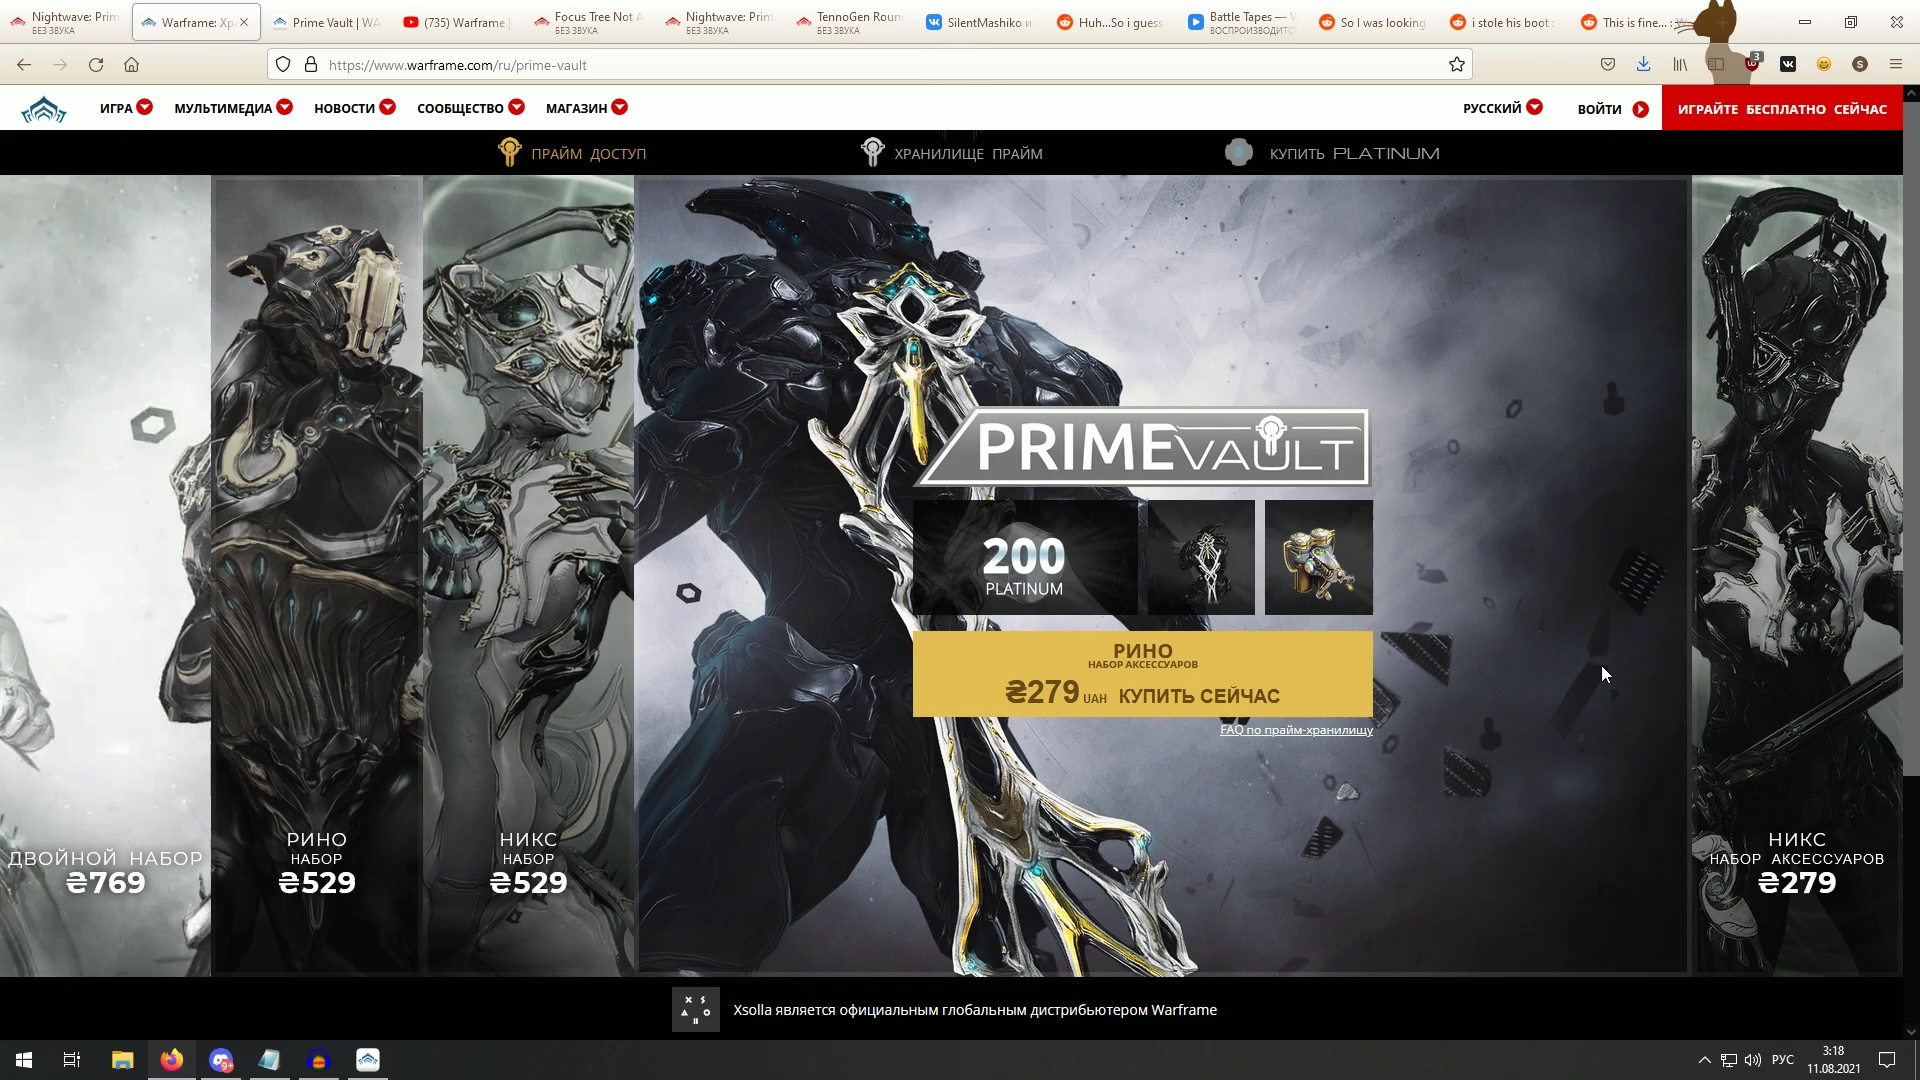 Nightwave: Prim
БЕЗ ЗВУКА
Warframe: Хра
Prime Vault | WA
(735) Warframe |
Focus Tree Not A
БЕЗ ЗВУКА
Nightwave: Prim
БЕЗ ЗВУКА
TennoGen Round
БЕЗ ЗВУКА
SilentMashiko и
Huh...So i guess
Battle Tapes —
ВОСПРОИЗВОДИТС
So I was looking
i stole his boot :
This is fine... :
https://www.warframe.com/ru/prime-vault
3
S
ИГРА
МУЛЬТИМЕДИА
НОВОСТИ
СООБЩЕСТВО
МАГАЗИН
РУССКИЙ
ВОЙТИ
ИГРАЙТЕ БЕСПЛАТНО СЕЙЧАС
ПРАЙМ ДОСТУП
ХРАНИЛИЩЕ ПРАЙМ
КУПИТЬ PLATINUM
PRIME VAULT
200
PLATINUM
РИНО
НАБОР АКСЕССУАРОВ
₴279 UAH КУПИТЬ СЕЙЧАС
FAQ по прайм-хранилищу
ДВОЙНОЙ НАБОР
₴769
РИНО
НАБОР
₴529
НИКС
НАБОР
₴529
НИКС
НАБОР АКСЕССУАРОВ
₴279
Xsolla является официальным глобальным дистрибьютером Warframe
9+
РУС
3:18
11.08.2021